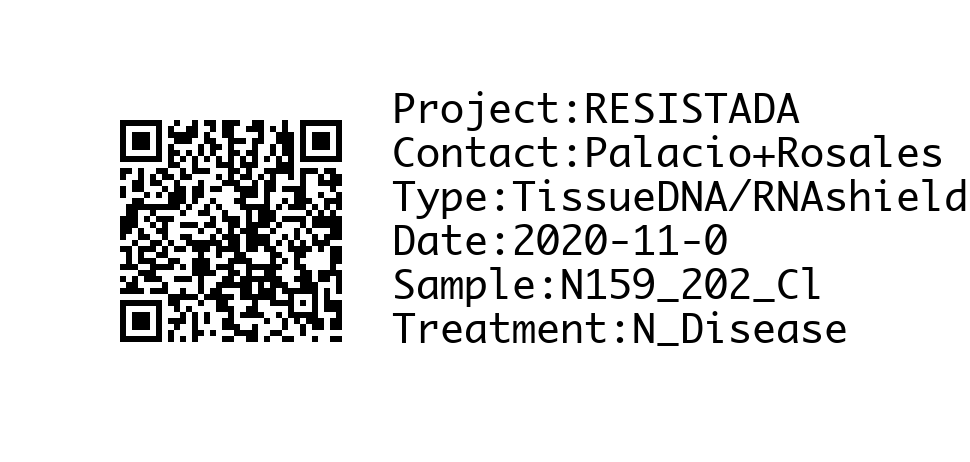 Project:RESISTADA
Contact:Palacio+Rosales
Type:TissueDNA/RNAshield
Date:2020-11-0
Sample:N159_202_Cl
Treatment:N_Disease